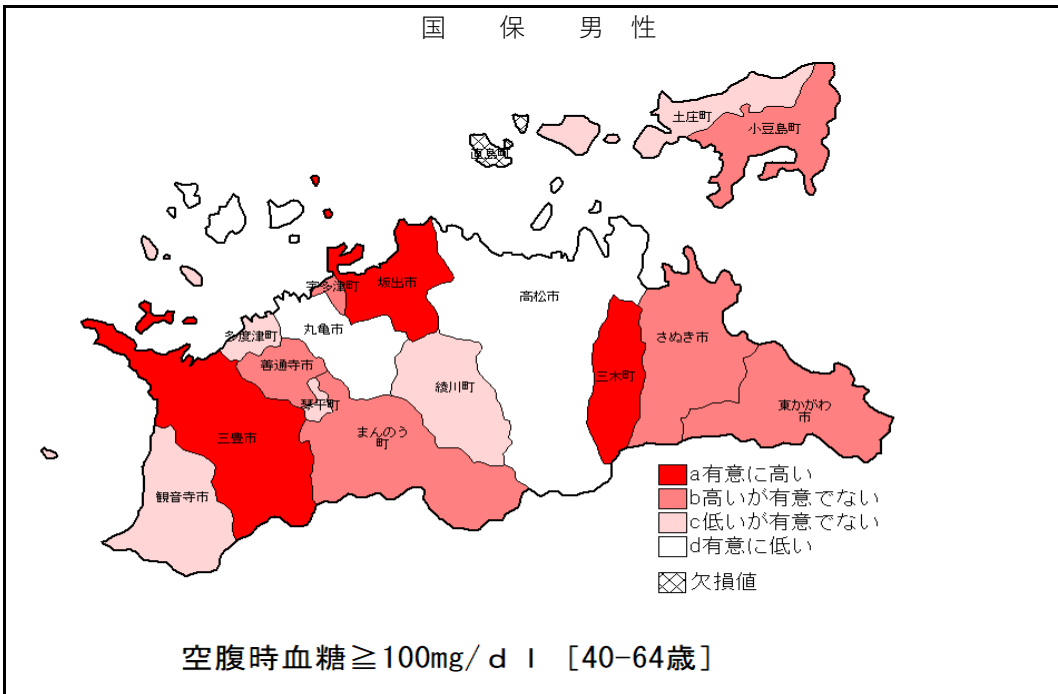 国 保 男 性
土庄町
小豆島町
直島町
宇多津町
坂出市
高松市
丸亀市
多度津町
さぬき市
善通寺市
三木町
綾川町
琴平町
東かがわ
市
まんのう
町
三豊市
観音寺市
a有意に高い
b高いが有意でない
c低いが有意でない
d有意に低い
欠損値
空腹時血糖≧100mg/ｄｌ [40-64歳]